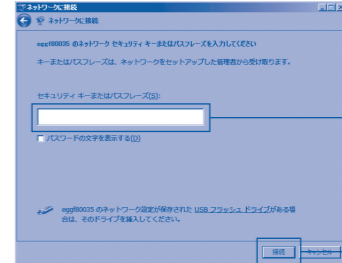 ネットワークに接続
ネットワークに接続
eggf80035 のネットワーク セキュリティ キーまたはパスフレーズを入力してください
キーまたはパスフレーズは、ネットワークをセットアップした管理者から受け取ります。
セキュリティ キーまたはパスフレーズ(S):
パスワードの文字を表示する(D)
eggf80035 のネットワーク設定が保存された USB フラッシュ ドライブがある場
合は、そのドライブを挿入してください。
接続
キャンセル